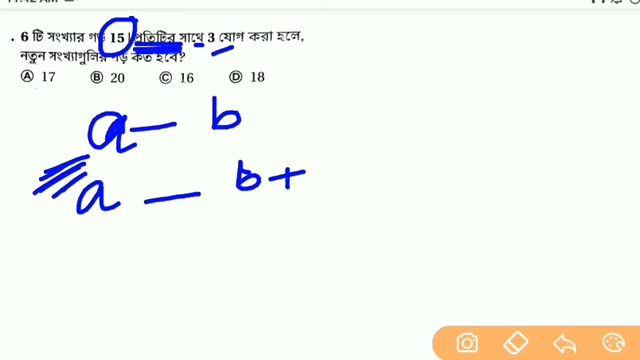 . 6 টি সংখ্যার গড় 15। প্রতিটির সাথে 3 যোগ করা হলে,
নতুন সংখ্যাগুলির গড় কত হবে?
Ⓐ 17 Ⓑ 20 Ⓒ 16 Ⓓ 18
a — b
a — b +